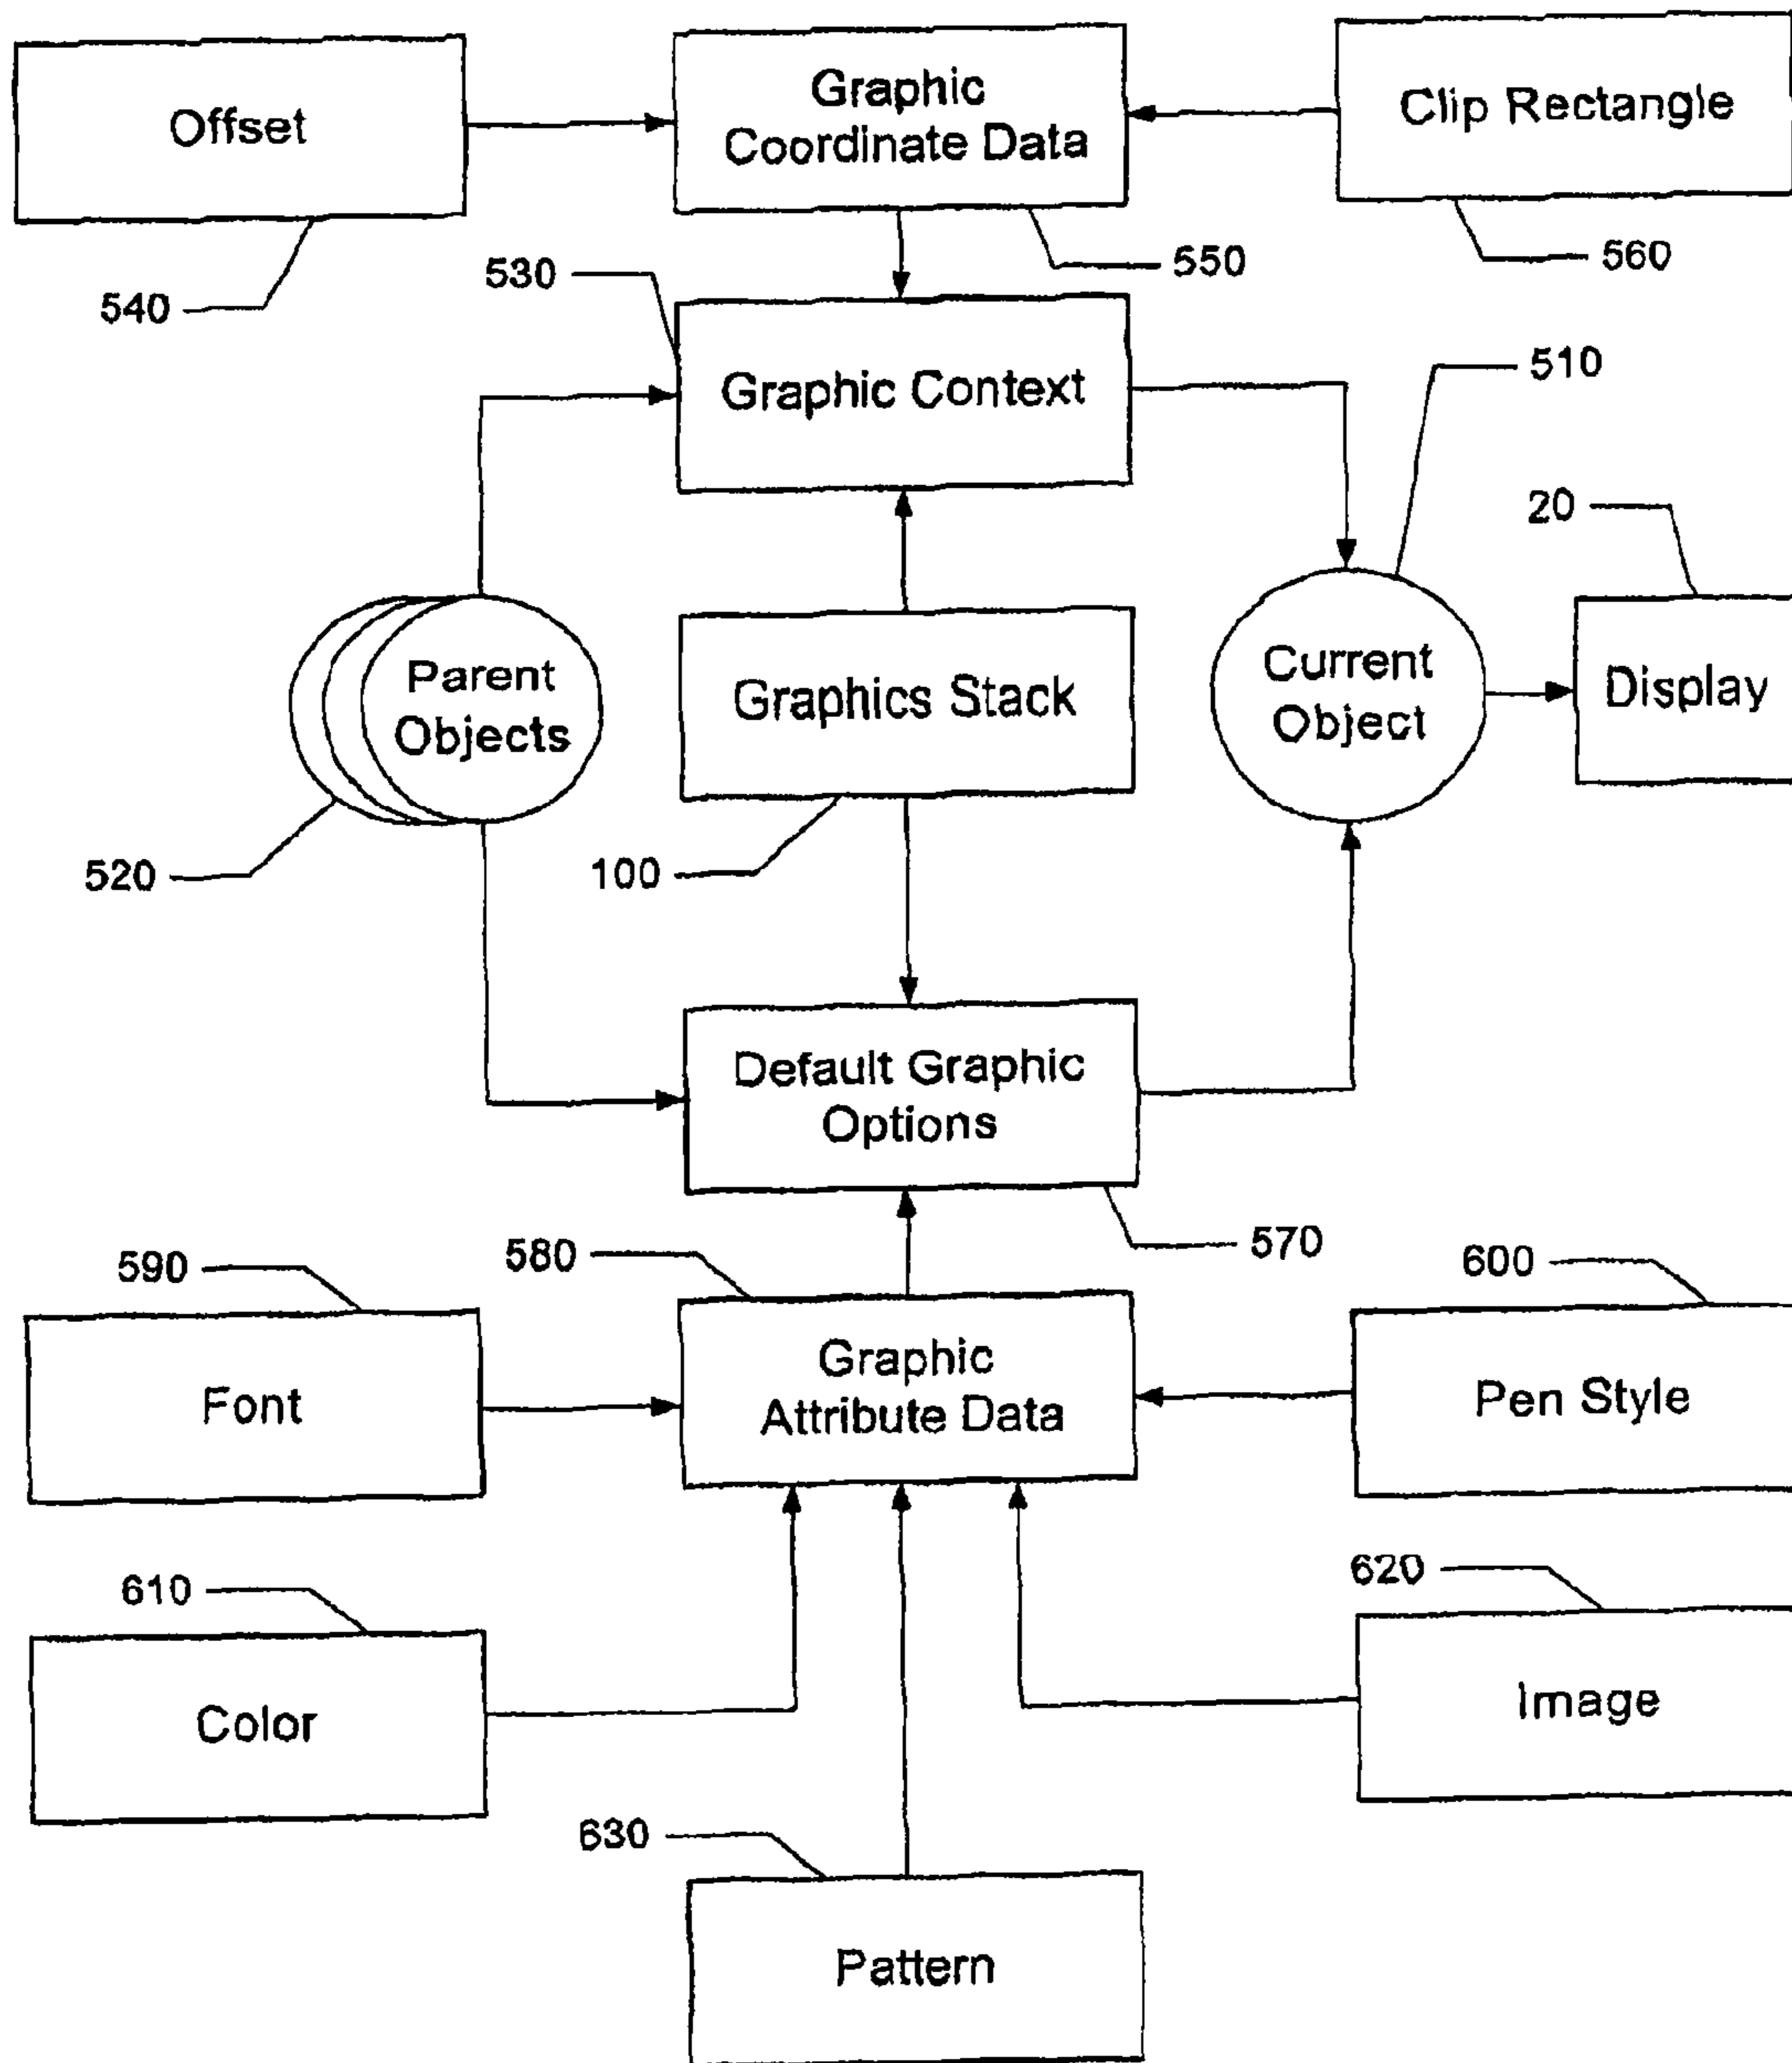 Offset
Graphic
Coordinate Data
Clip Rectangle
540
530
550
560
Graphic Context
510
20
Parent
Objects
Graphics Stack
Current
Object
Display
520
100
Default Graphic
Options
570
590
580
600
Font
Graphic
Attribute Data
Pen Style
610
620
Color
Image
630
Pattern